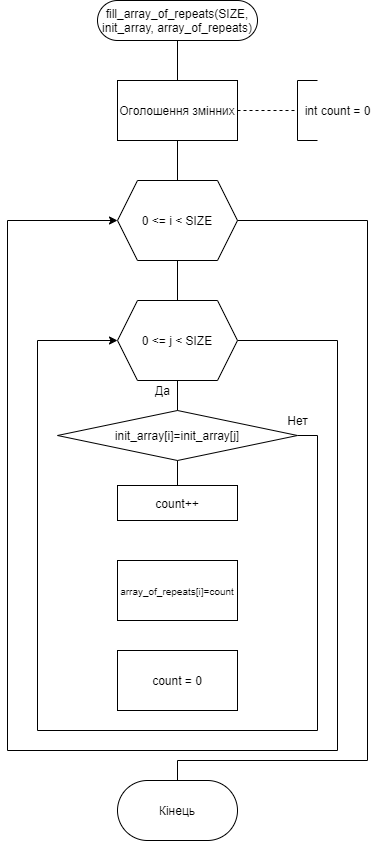 fill_array_of_repeats(SIZE,
init_array, array_of_repeats)
Оголошення змінних
int count = 0
0 <= i < SIZE
0 <= j < SIZE
Да
Нет
init_array[i]=init_array[j]
count++
array_of_repeats[i]=count
count = 0
Кінець